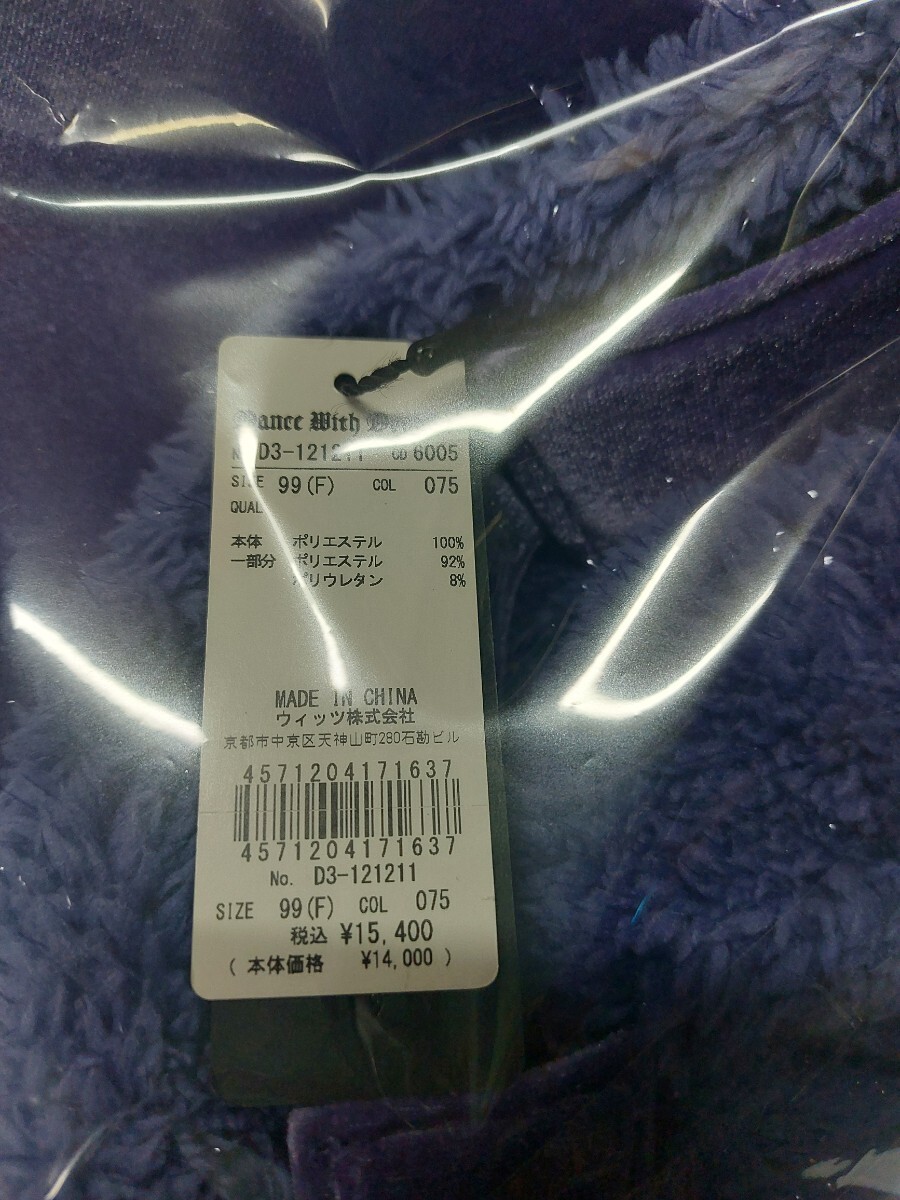 Dance With
D3-121211 CD 6005
SIZE 99(F) COL 075
QUAL
本体 ポリエステル 100%
一部分 ポリエステル 92%
ポリウレタン 8%
MADE IN CHINA
ウィッツ株式会社
京都市中京区天神山町280石勘ビル
4571204171637
4571204171637
No. D3-121211
SIZE 99(F) COL 075
税込 ¥15,400
( 本体価格 ¥14,000 )